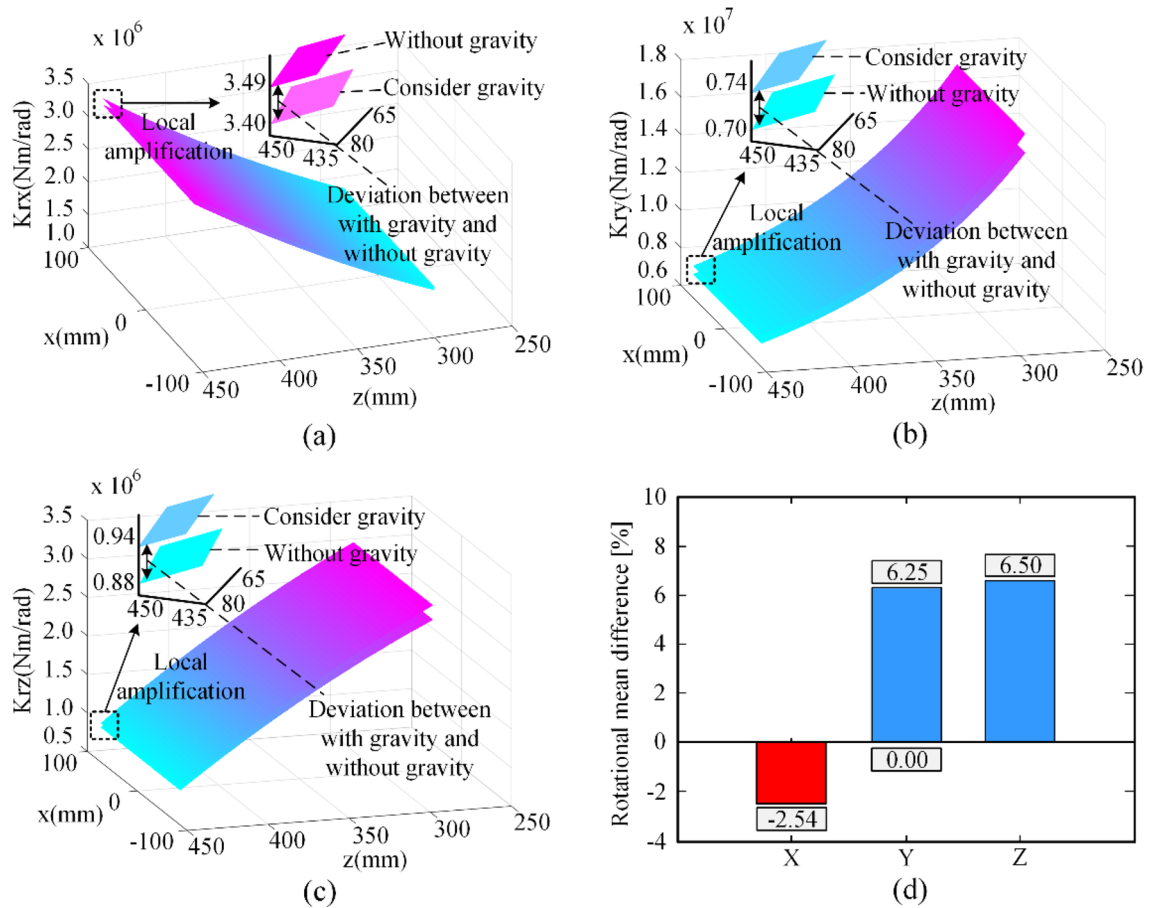 x 10^6
Krx(Nm/rad)
3.5
3.0
2.5
2.0
1.5
1.0
100
0
-100
x(mm)
450
400
350
300
250
z(mm)
Without gravity
Consider gravity
3.49
3.40
450
435
80
65
Local
amplification
Deviation between
with gravity and
without gravity
(a)
x 10^7
Kry(Nm/rad)
1.8
1.6
1.4
1.2
1.0
0.8
0.6
100
0
-100
x(mm)
450
400
350
300
250
z(mm)
Consider gravity
Without gravity
0.74
0.70
450
435
80
65
Local
amplification
Deviation between
with gravity and
without gravity
(b)
x 10^6
Krz(Nm/rad)
3.5
3.0
2.5
2.0
1.5
1.0
0.5
100
0
-100
x(mm)
450
400
350
300
250
z(mm)
Consider gravity
Without gravity
0.94
0.88
450
435
80
65
Local
amplification
Deviation between
with gravity and
without gravity
(c)
Rotational mean difference [%]
10
8
6
4
2
0
-2
-4
6.25
6.50
0.00
-2.54
X
Y
Z
(d)